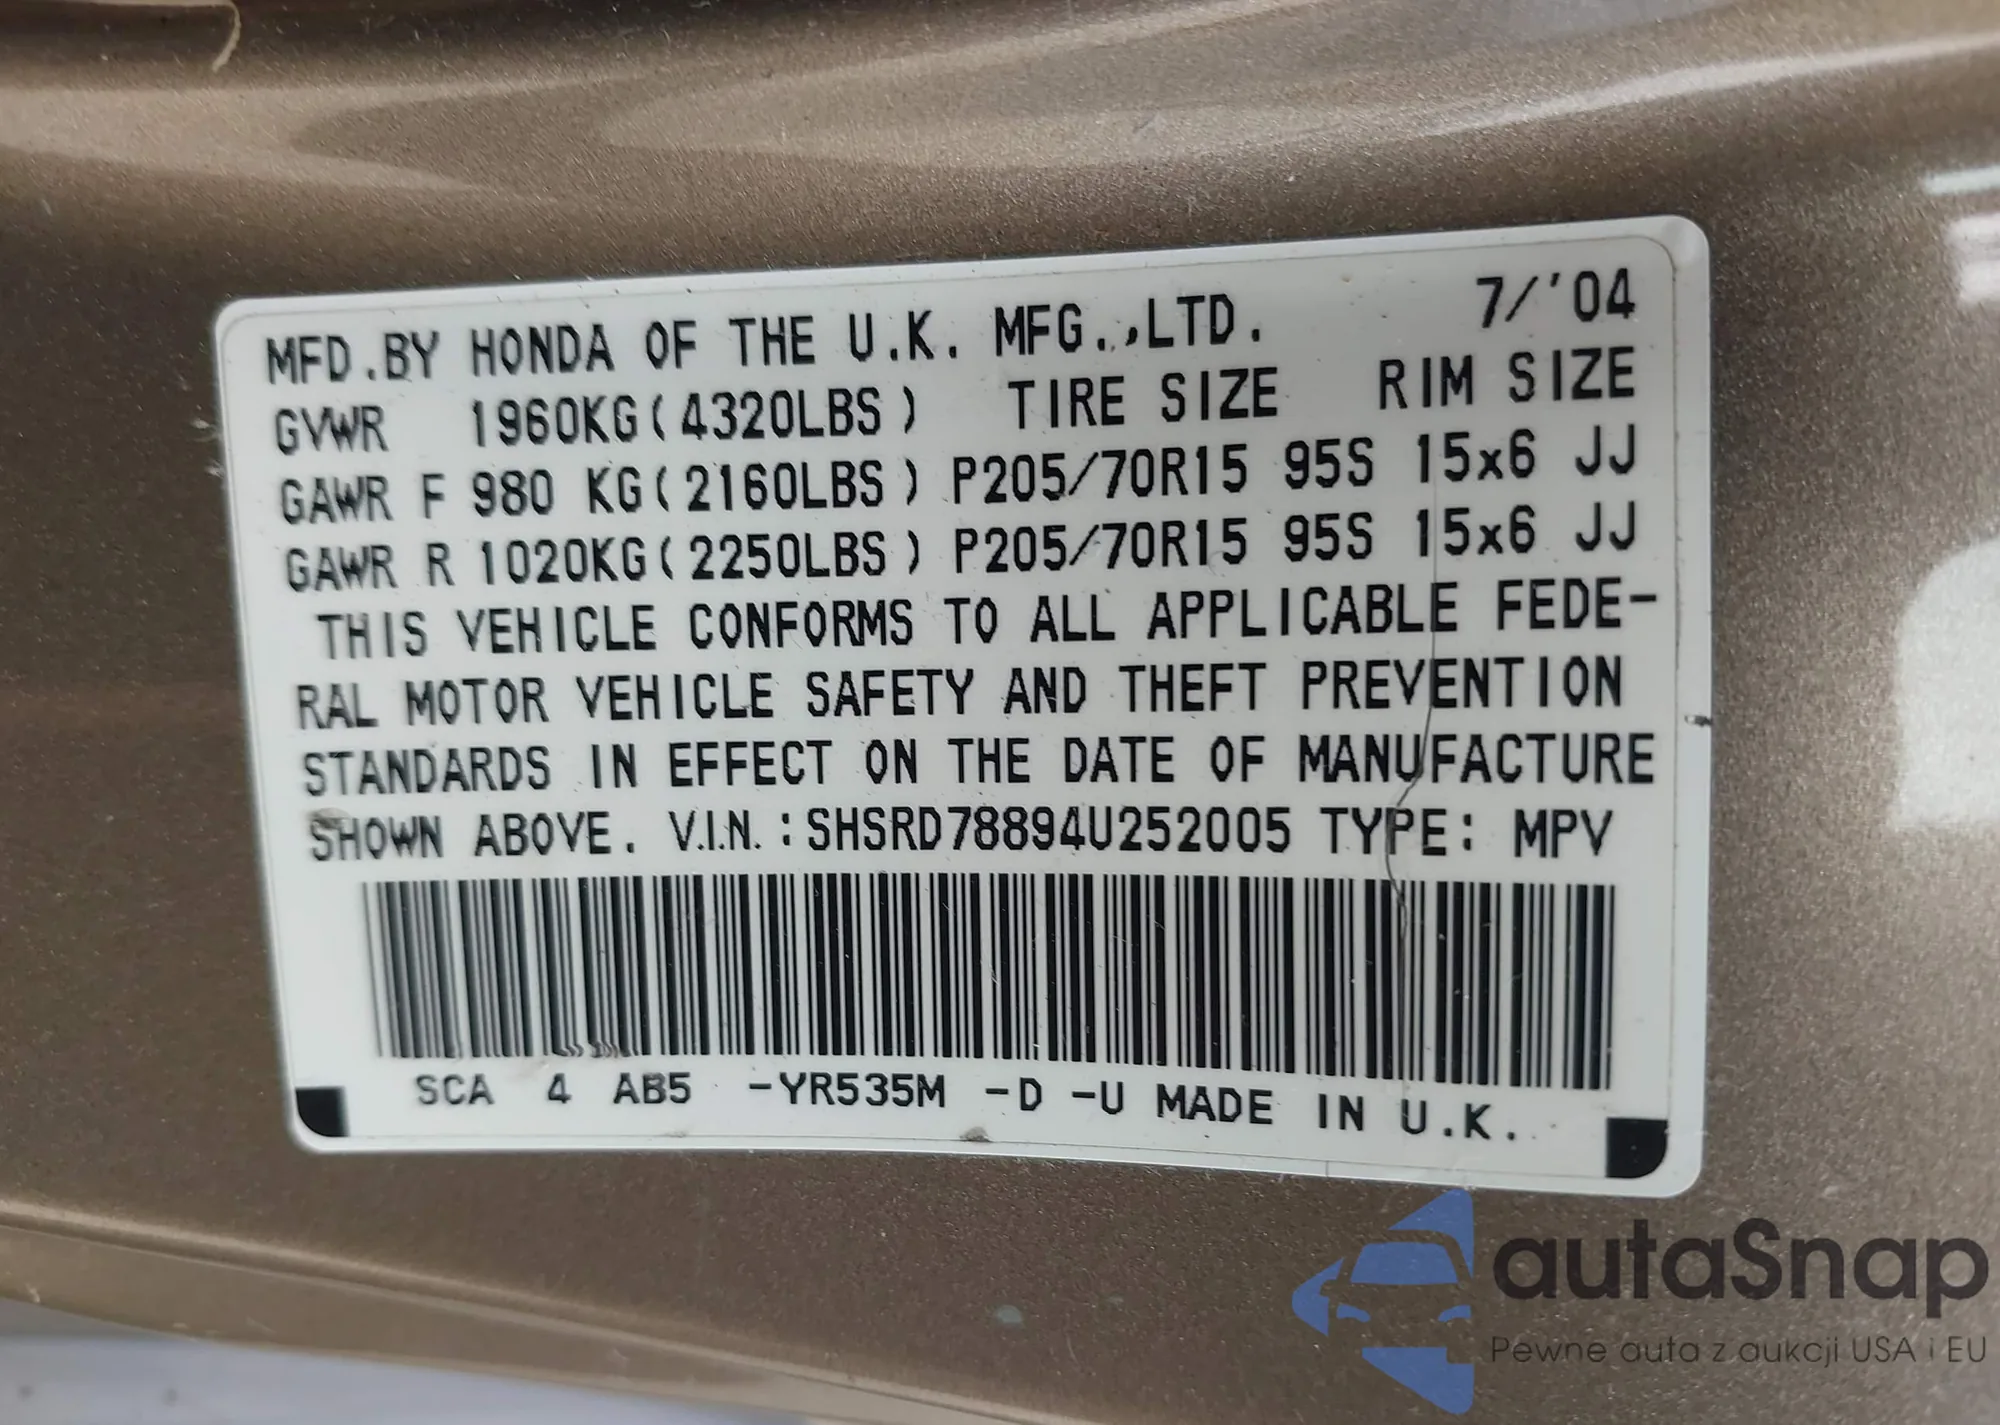 MFD.BY HONDA OF THE U.K. MFG.,LTD. 7/'04
GVWR 1960KG(4320LBS) TIRE SIZE RIM SIZE
GAWR F 980 KG(2160LBS) P205/70R15 95S 15x6 JJ
GAWR R 1020KG(2250LBS) P205/70R15 95S 15x6 JJ
THIS VEHICLE CONFORMS TO ALL APPLICABLE FEDE-
RAL MOTOR VEHICLE SAFETY AND THEFT PREVENTION
STANDARDS IN EFFECT ON THE DATE OF MANUFACTURE
SHOWN ABOVE. V.I.N.:SHSRD78894U252005 TYPE: MPV
SCA 4 AB5 -YR535M -D -U MADE IN U.K.
autaSnap
Pewne auta z aukcji USA i EU